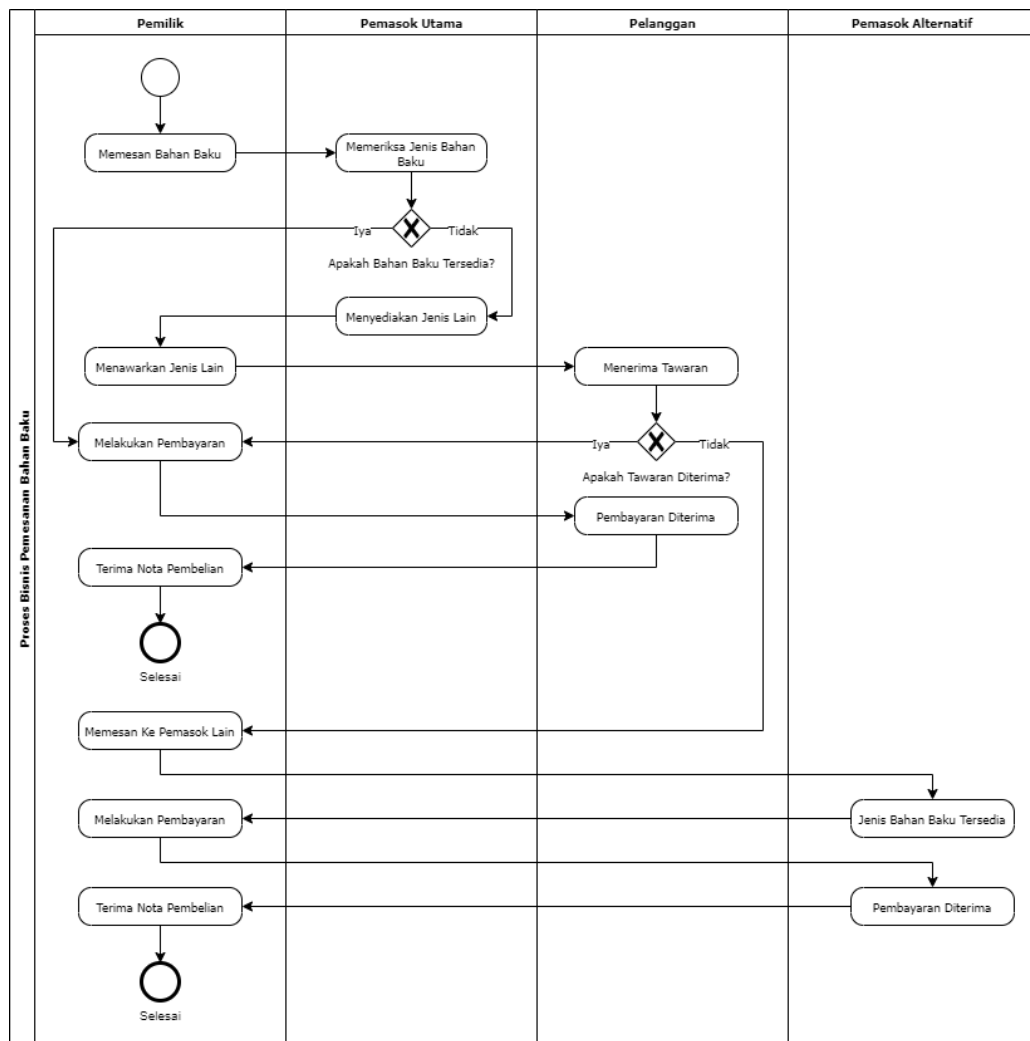 Pemilik
Pemasok Utama
Pelanggan
Pemasok Alternatif
Proses Bisnis Pemesanan Bahan Baku
Memesan Bahan Baku
Memeriksa Jenis Bahan
Baku
Iya
Tidak
Apakah Bahan Baku Tersedia?
Menyediakan Jenis Lain
Menawarkan Jenis Lain
Menerima Tawaran
Melakukan Pembayaran
Iya
Tidak
Apakah Tawaran Diterima?
Pembayaran Diterima
Terima Nota Pembelian
Selesai
Memesan Ke Pemasok Lain
Melakukan Pembayaran
Jenis Bahan Baku Tersedia
Terima Nota Pembelian
Pembayaran Diterima
Selesai